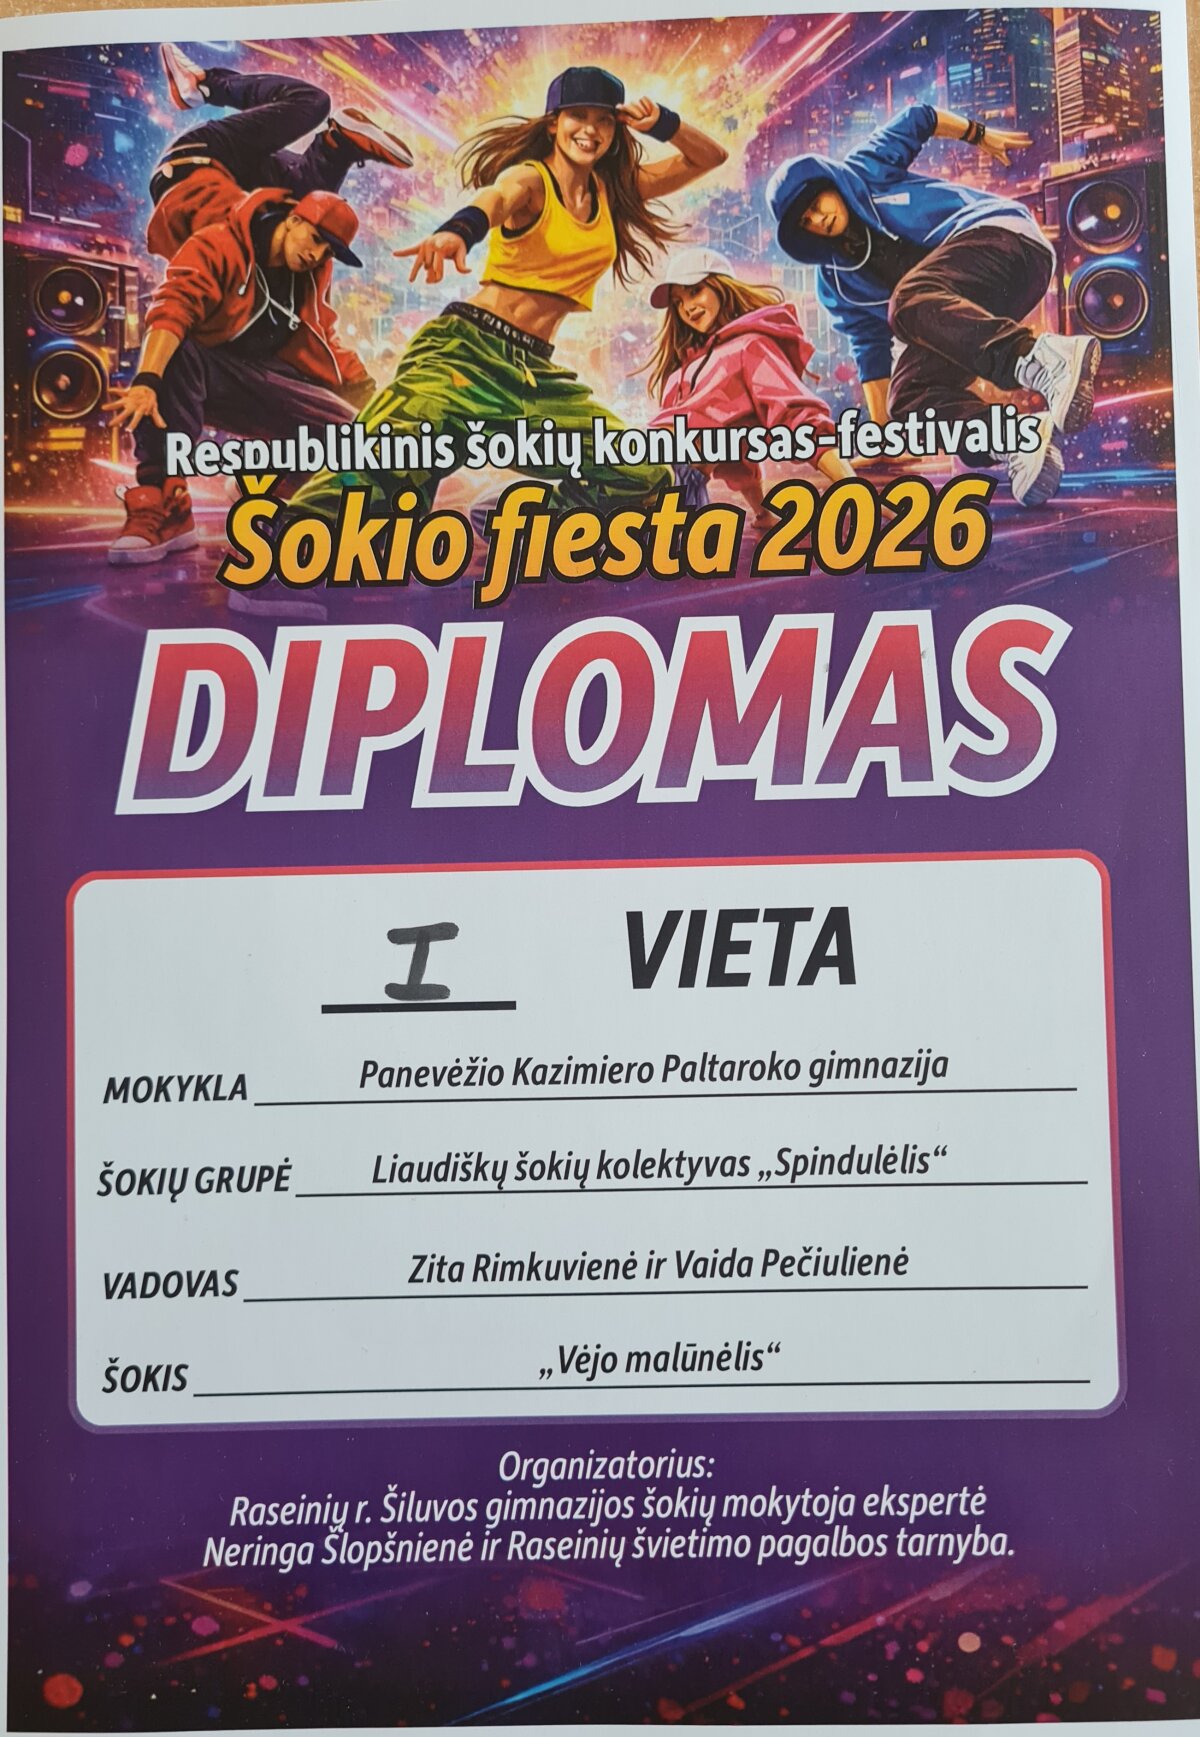 Respublikinis šokių konkursas-festivalis
Šokio fiesta 2026
DIPLOMAS
I VIETA
MOKYKLA Panevėžio Kazimiero Paltaroko gimnazija
ŠOKIŲ GRUPĖ Liaudiškų šokių kolektyvas „Spindulėlis“
VADOVAS Zita Rimkuvienė ir Vaida Pečiulienė
ŠOKIS „Vėjo malūnėlis“
Organizatorius:
Raseinių r. Šiluvos gimnazijos šokių mokytoja ekspertė
Neringa Šlopšnienė ir Raseinių švietimo pagalbos tarnyba.